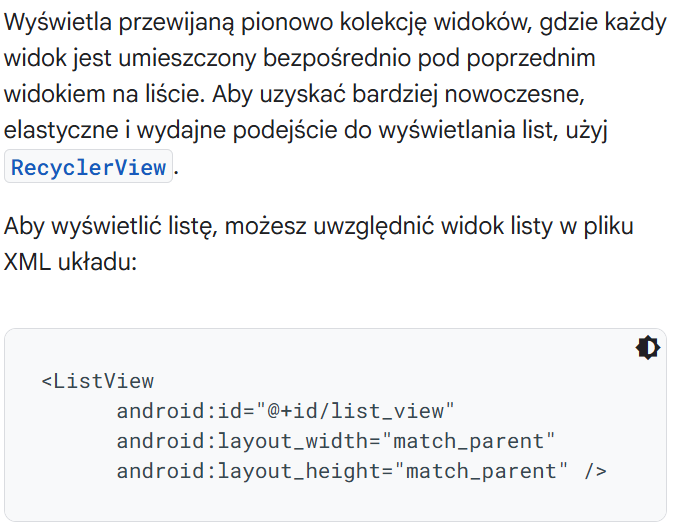 Wyświetla przewijaną pionowo kolekcję widoków, gdzie każdy
widok jest umieszczony bezpośrednio pod poprzednim
widokiem na liście. Aby uzyskać bardziej nowoczesne,
elastyczne i wydajne podejście do wyświetlania list, użyj
RecyclerView.
Aby wyświetlić listę, możesz uwzględnić widok listy w pliku
XML układu:
<ListView
      android:id="@+id/list_view"
      android:layout_width="match_parent"
      android:layout_height="match_parent" />